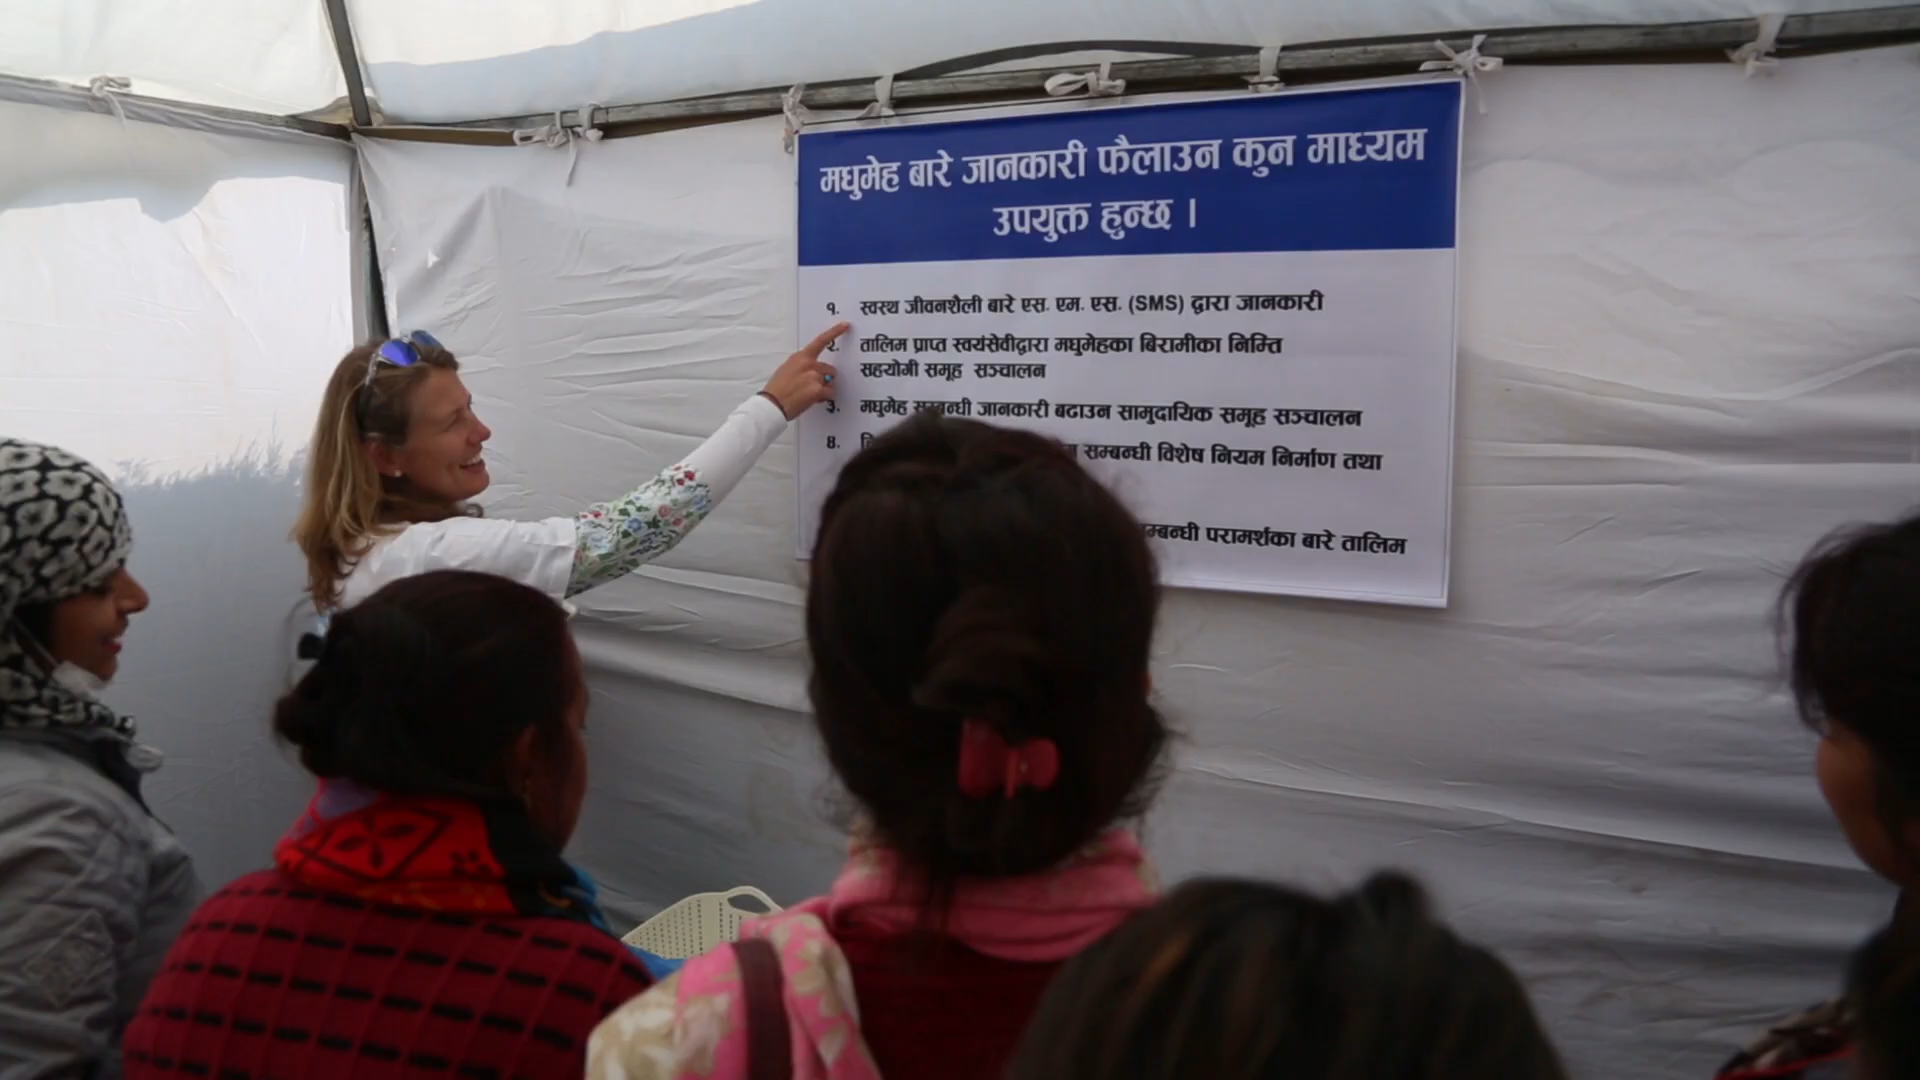 मधुमेह बारे जानकारी फैलाउन कुन माध्यम
उपयुक्त हुन्छ ।
१. स्वस्थ जीवनशैली बारे एस. एम. एस. (SMS) द्वारा जानकारी
२. तालिम प्राप्त स्वयंसेवीद्वारा मधुमेहका बिरामीका निम्ति
सहयोगी समूह सञ्चालन
३. मधुमेह सम्बन्धी जानकारी बढाउन सामुदायिक समूह सञ्चालन
४. सम्बन्धी विशेष नियम निर्माण तथा
परामर्शका बारे तालिम